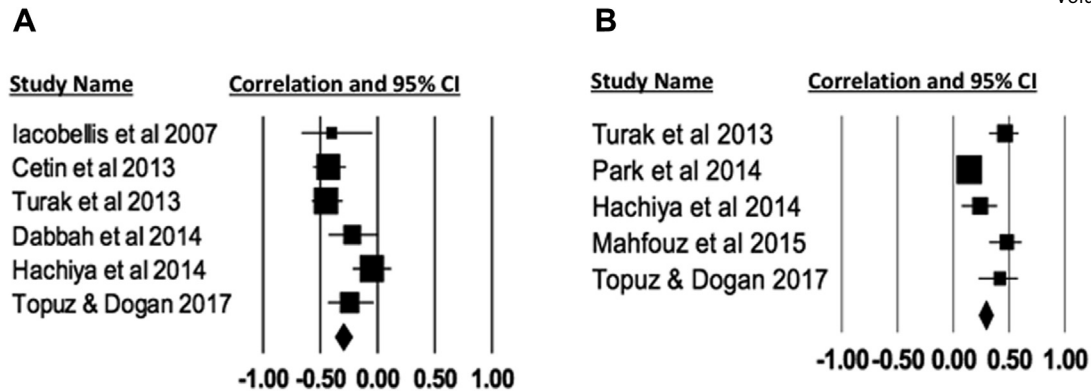 A
Study Name Correlation and 95% CI
Iacobellis et al 2007
Cetin et al 2013
Turak et al 2013
Dabbah et al 2014
Hachiya et al 2014
Topuz & Dogan 2017
-1.00 -0.50 0.00 0.50 1.00
B
Study Name Correlation and 95% CI
Turak et al 2013
Park et al 2014
Hachiya et al 2014
Mahfouz et al 2015
Topuz & Dogan 2017
-1.00 -0.50 0.00 0.50 1.00